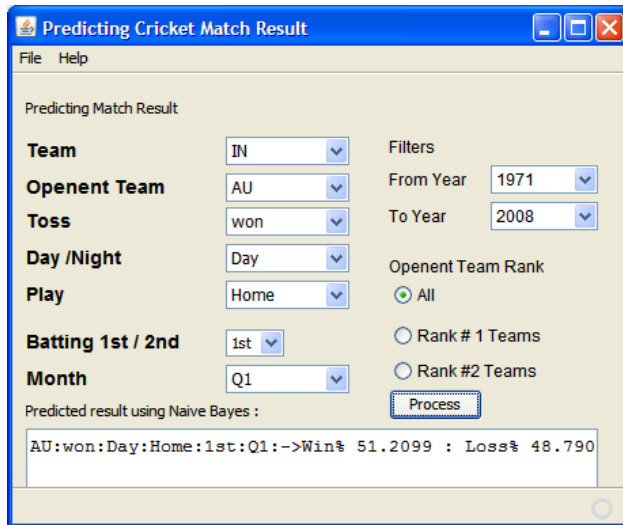 Predicting Cricket Match Result
File Help
Predicting Match Result
Team IN
Openent Team AU
Toss won
Day /Night Day
Play Home
Batting 1st / 2nd 1st
Month Q1
Filters
From Year 1971
To Year 2008
Openent Team Rank
All
Rank # 1 Teams
Rank #2 Teams
Process
Predicted result using Naive Bayes :
AU:won:Day:Home:1st:Q1:->Win% 51.2099 : Loss% 48.790